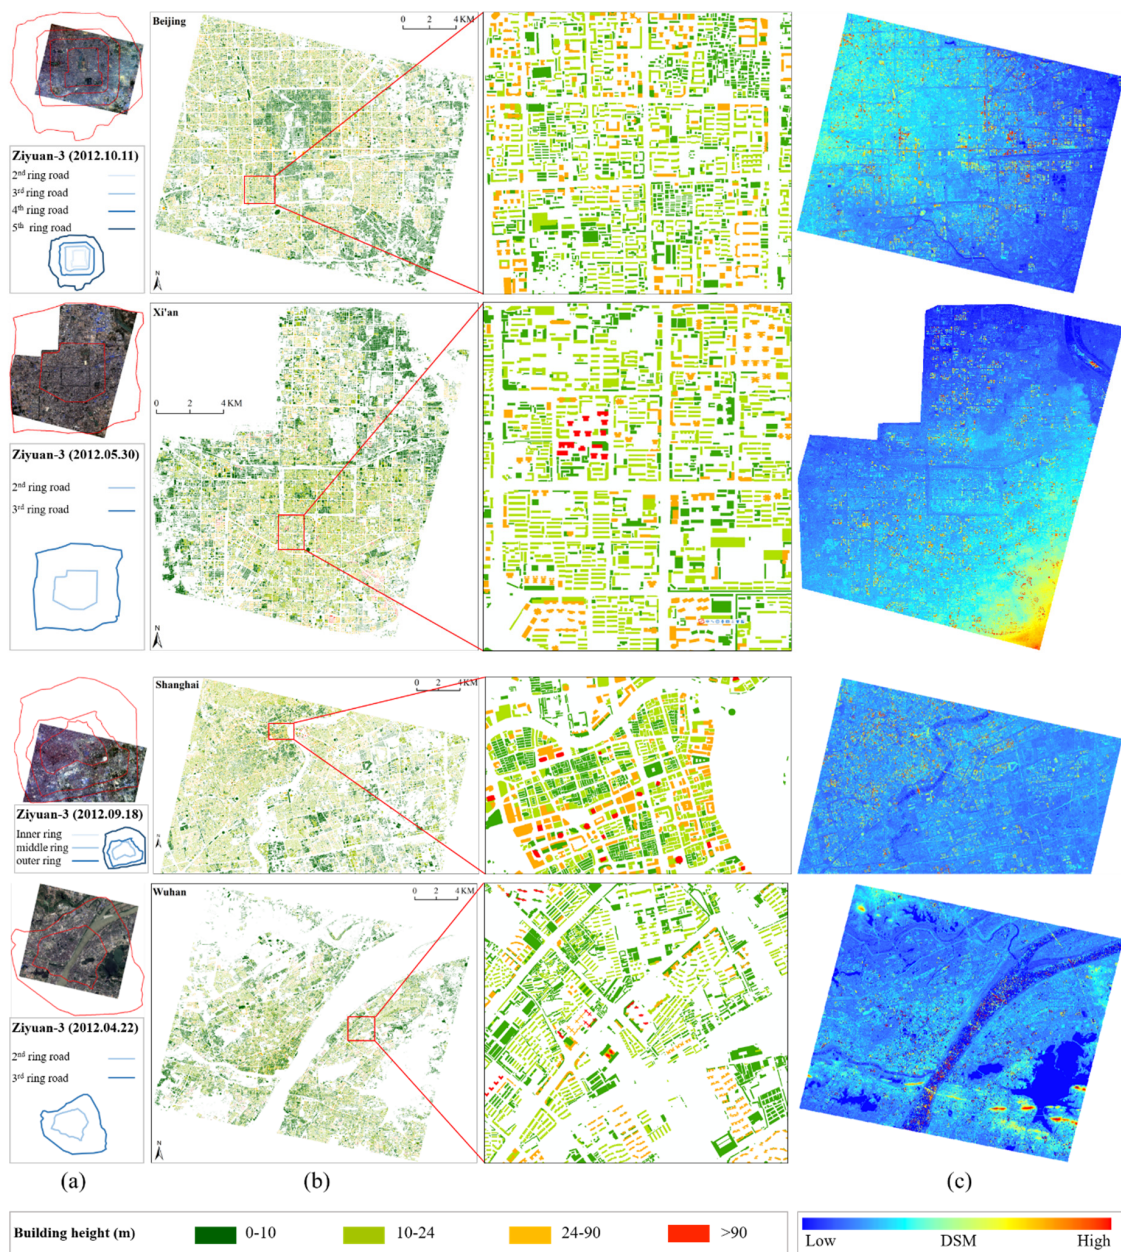 Beijing
0 4 KM
N
Ziyuan-3 (2012.10.11)
2nd ring road
3rd ring road
4th ring road
5th ring road
Xi'an
0 2 4 KM
N
Ziyuan-3 (2012.05.30)
2nd ring road
3rd ring road
Shanghai
0 2 4 KM
N
Ziyuan-3 (2012.09.18)
Inner ring
middle ring
outer ring
Wuhan
0 2 4 KM
N
Ziyuan-3 (2012.04.22)
2nd ring road
3rd ring road
(a) (b) (c)
Building height (m) 0-10 10-24 24-90 >90
Low DSM High